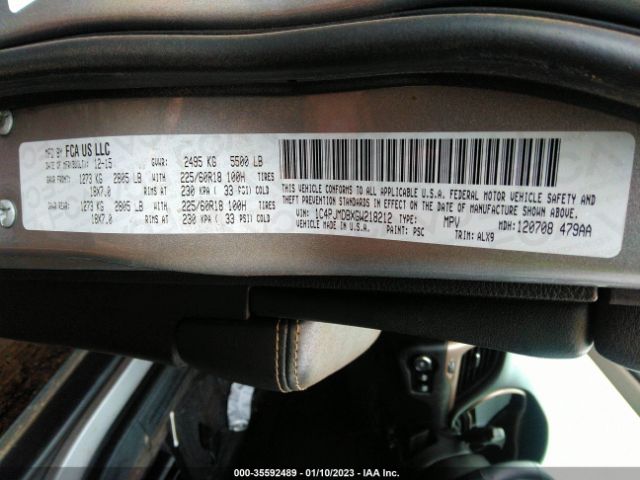 MFG BY FCA US LLC
DATE OF MFR/BUILT: 12-15 GVWR: 2495 KG 5500 LB
GAWR FRONT: 1273 KG 2805 LB WITH 225/60R18 100H TIRES
18X7.0 RIMS AT 230 KPA ( 33 PSI) COLD
GAWR REAR: 1273 KG 2805 LB WITH 225/60R18 100H TIRES
18X7.0 RIMS AT 230 KPA ( 33 PSI) COLD
THIS VEHICLE CONFORMS TO ALL APPLICABLE U.S.A. FEDERAL MOTOR VEHICLE SAFETY AND
THEFT PREVENTION STANDARDS IN EFFECT ON THE DATE OF MANUFACTURE SHOWN ABOVE.
VIN: 1C4PJMDBXGW218212 TYPE: MPV MDH: 120708 479AA
VEHICLE MADE IN U.S.A. PAINT: PSC TRIM: ALX9
000-35592489 - 01/10/2023 - IAA Inc.